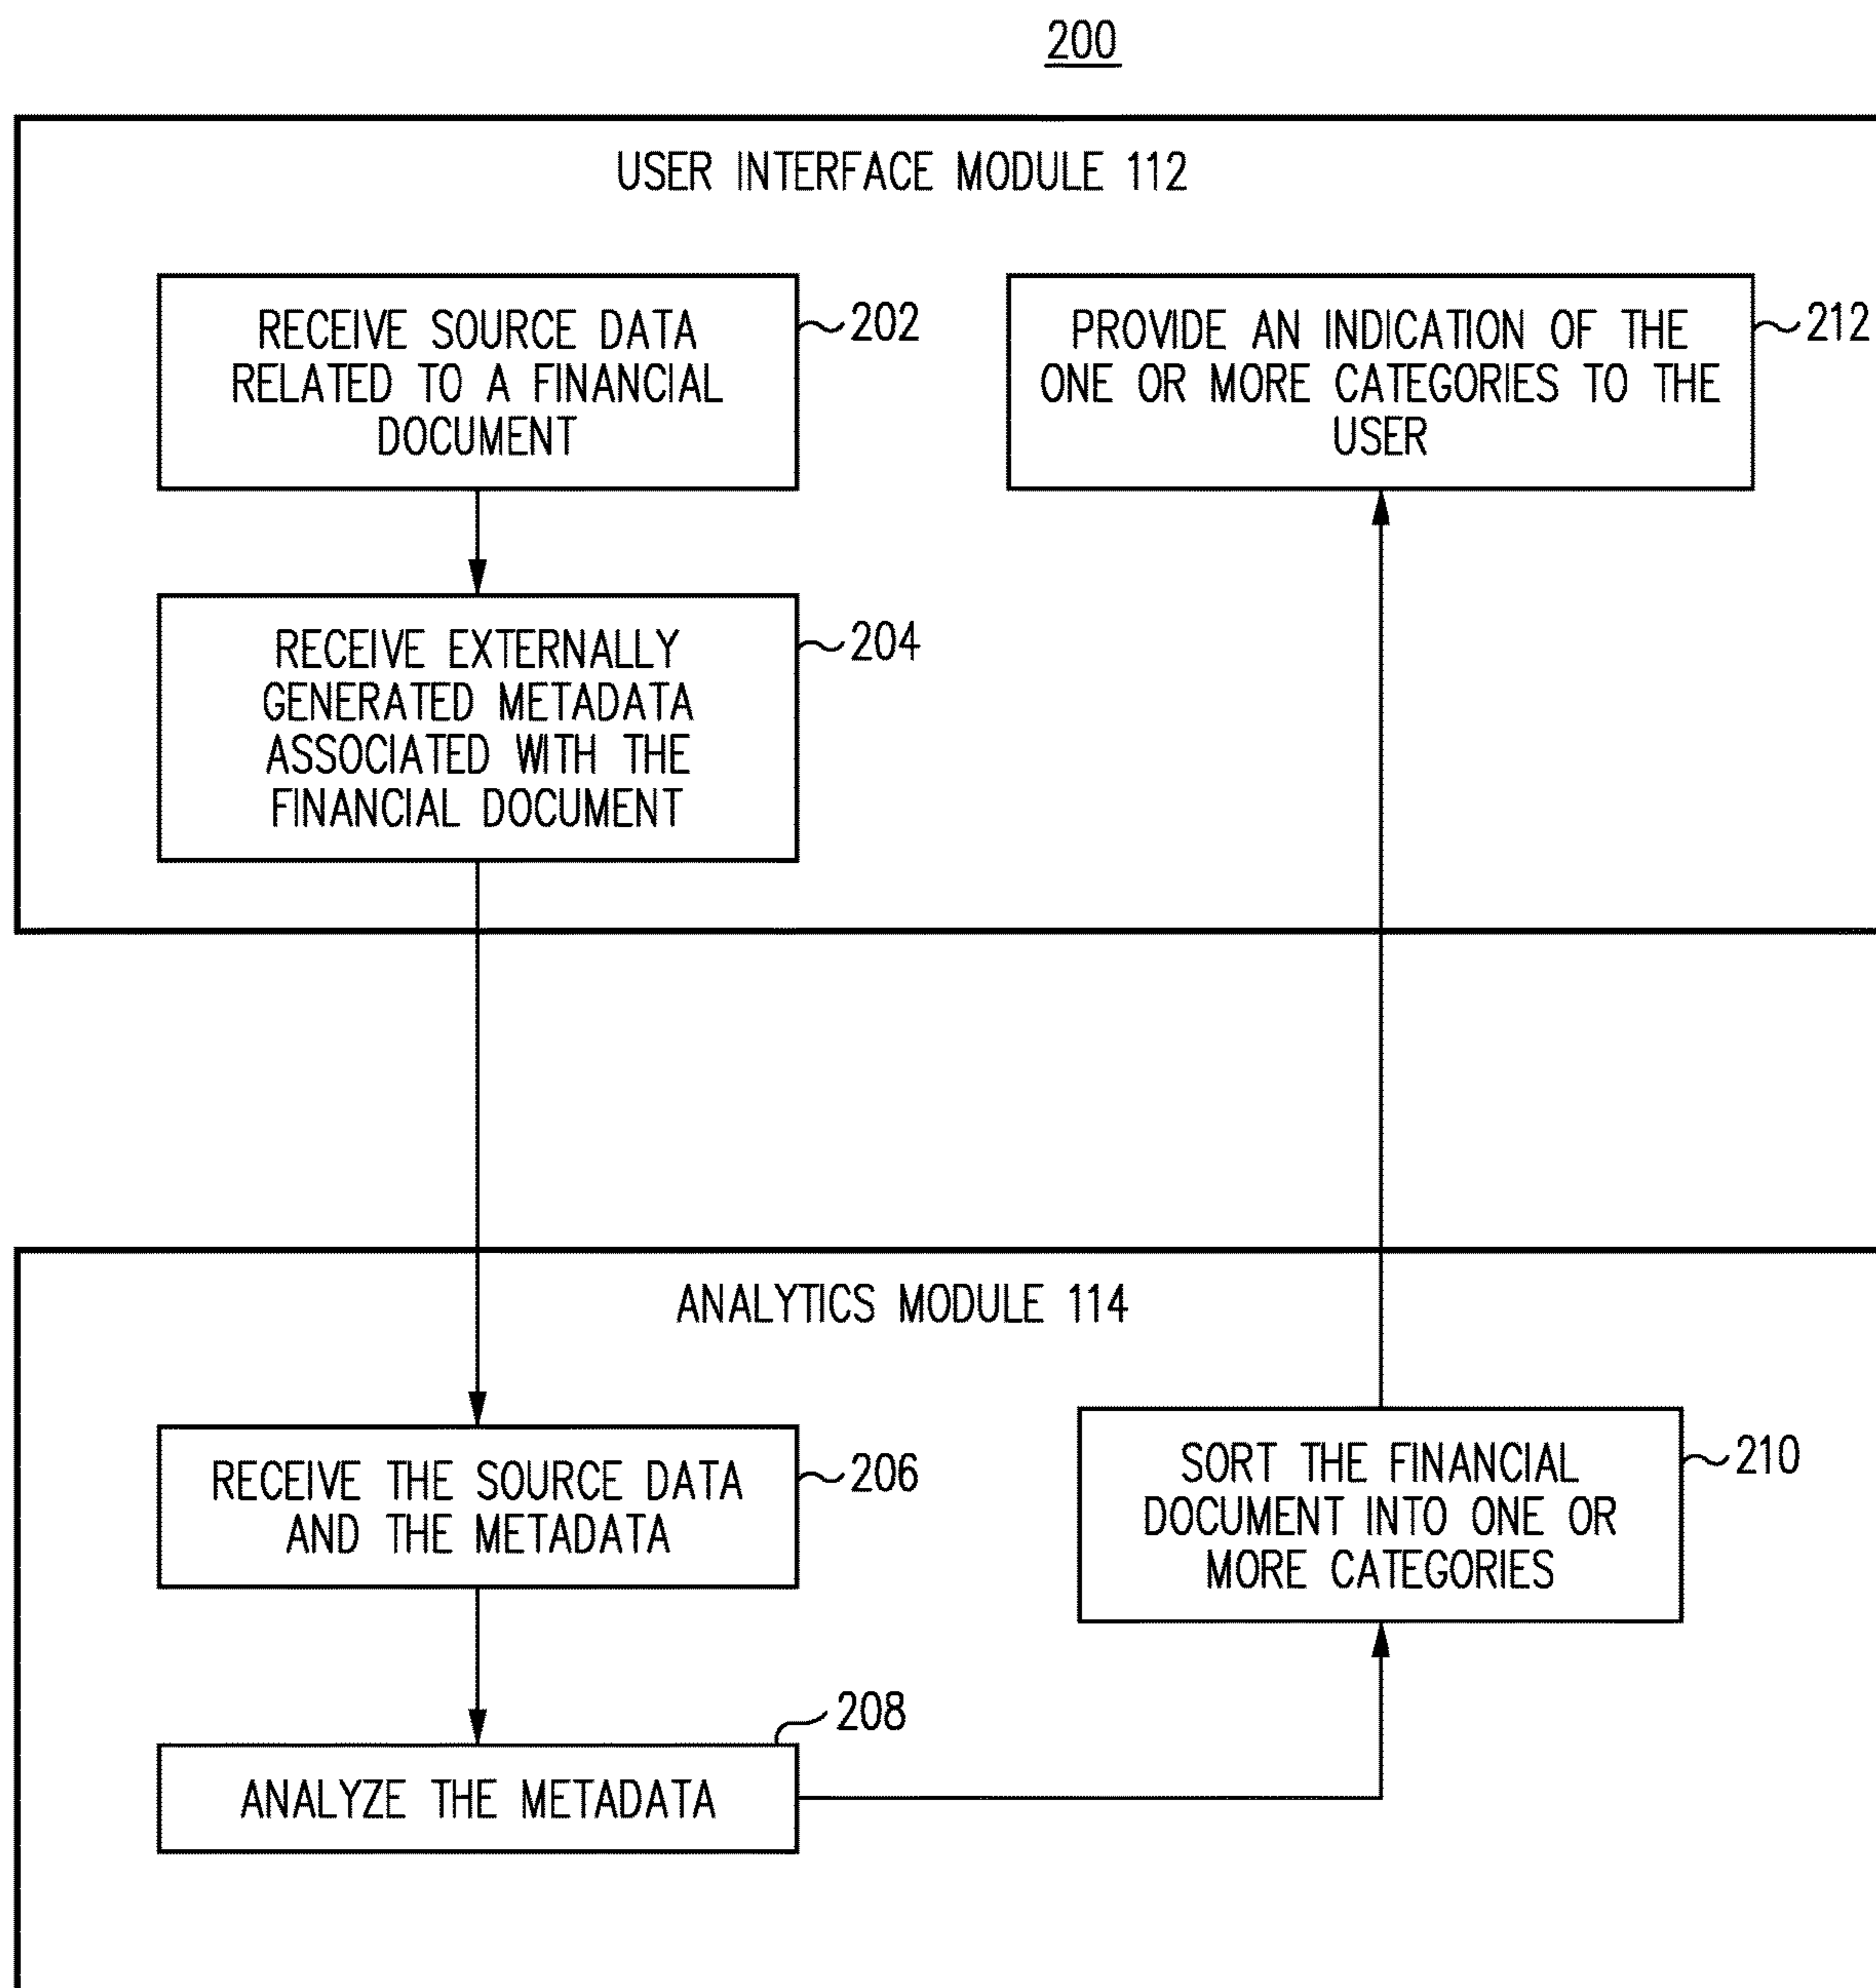 200
USER INTERFACE MODULE 112
RECEIVE SOURCE DATA
RELATED TO A FINANCIAL
DOCUMENT
202
PROVIDE AN INDICATION OF THE
ONE OR MORE CATEGORIES TO THE
USER
212
RECEIVE EXTERNALLY
GENERATED METADATA
ASSOCIATED WITH THE
FINANCIAL DOCUMENT
204
ANALYTICS MODULE 114
RECEIVE THE SOURCE DATA
AND THE METADATA
206
SORT THE FINANCIAL
DOCUMENT INTO ONE OR
MORE CATEGORIES
210
ANALYZE THE METADATA
208